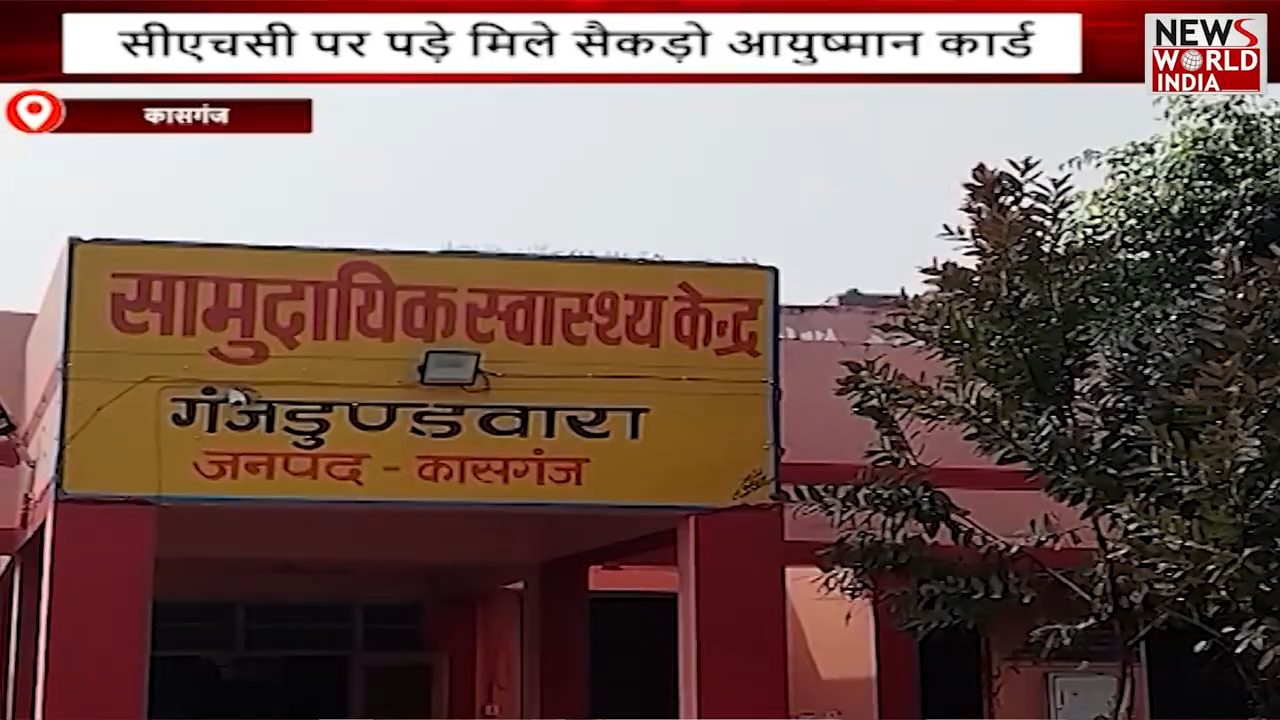 सीएचसी पर पड़े मिले सैकड़ो आयुष्मान कार्ड
NEWS
WORLD
INDIA
कासगंज
सामुदायिक स्वास्थ्य केन्द्र
गंजडुण्डवारा
जनपद - कासगंज